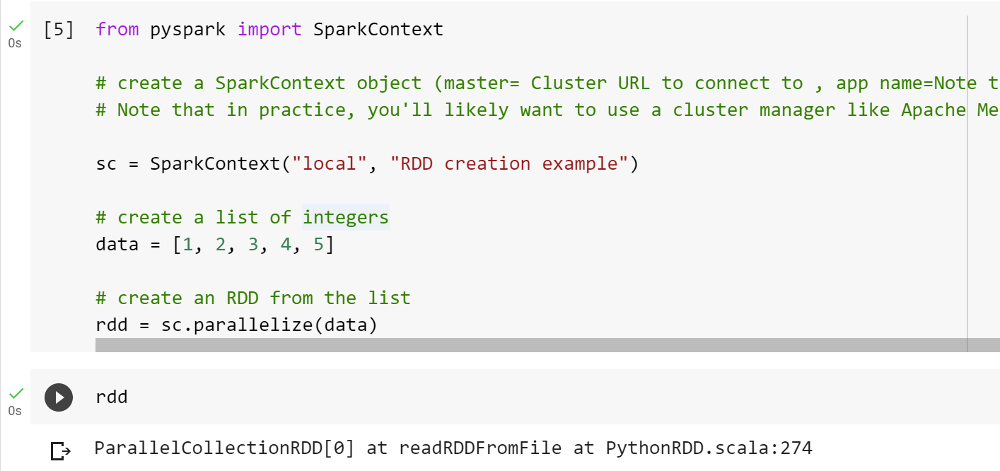 [5] from pyspark import SparkContext
0s
# create a SparkContext object (master= Cluster URL to connect to , app name=Note t
# Note that in practice, you'll likely want to use a cluster manager like Apache Me
sc = SparkContext("local", "RDD creation example")
# create a list of integers
data = [1, 2, 3, 4, 5]
# create an RDD from the list
rdd = sc.parallelize(data)
rdd
0s
ParallelCollectionRDD[0] at readRDDFromFile at PythonRDD.scala:274